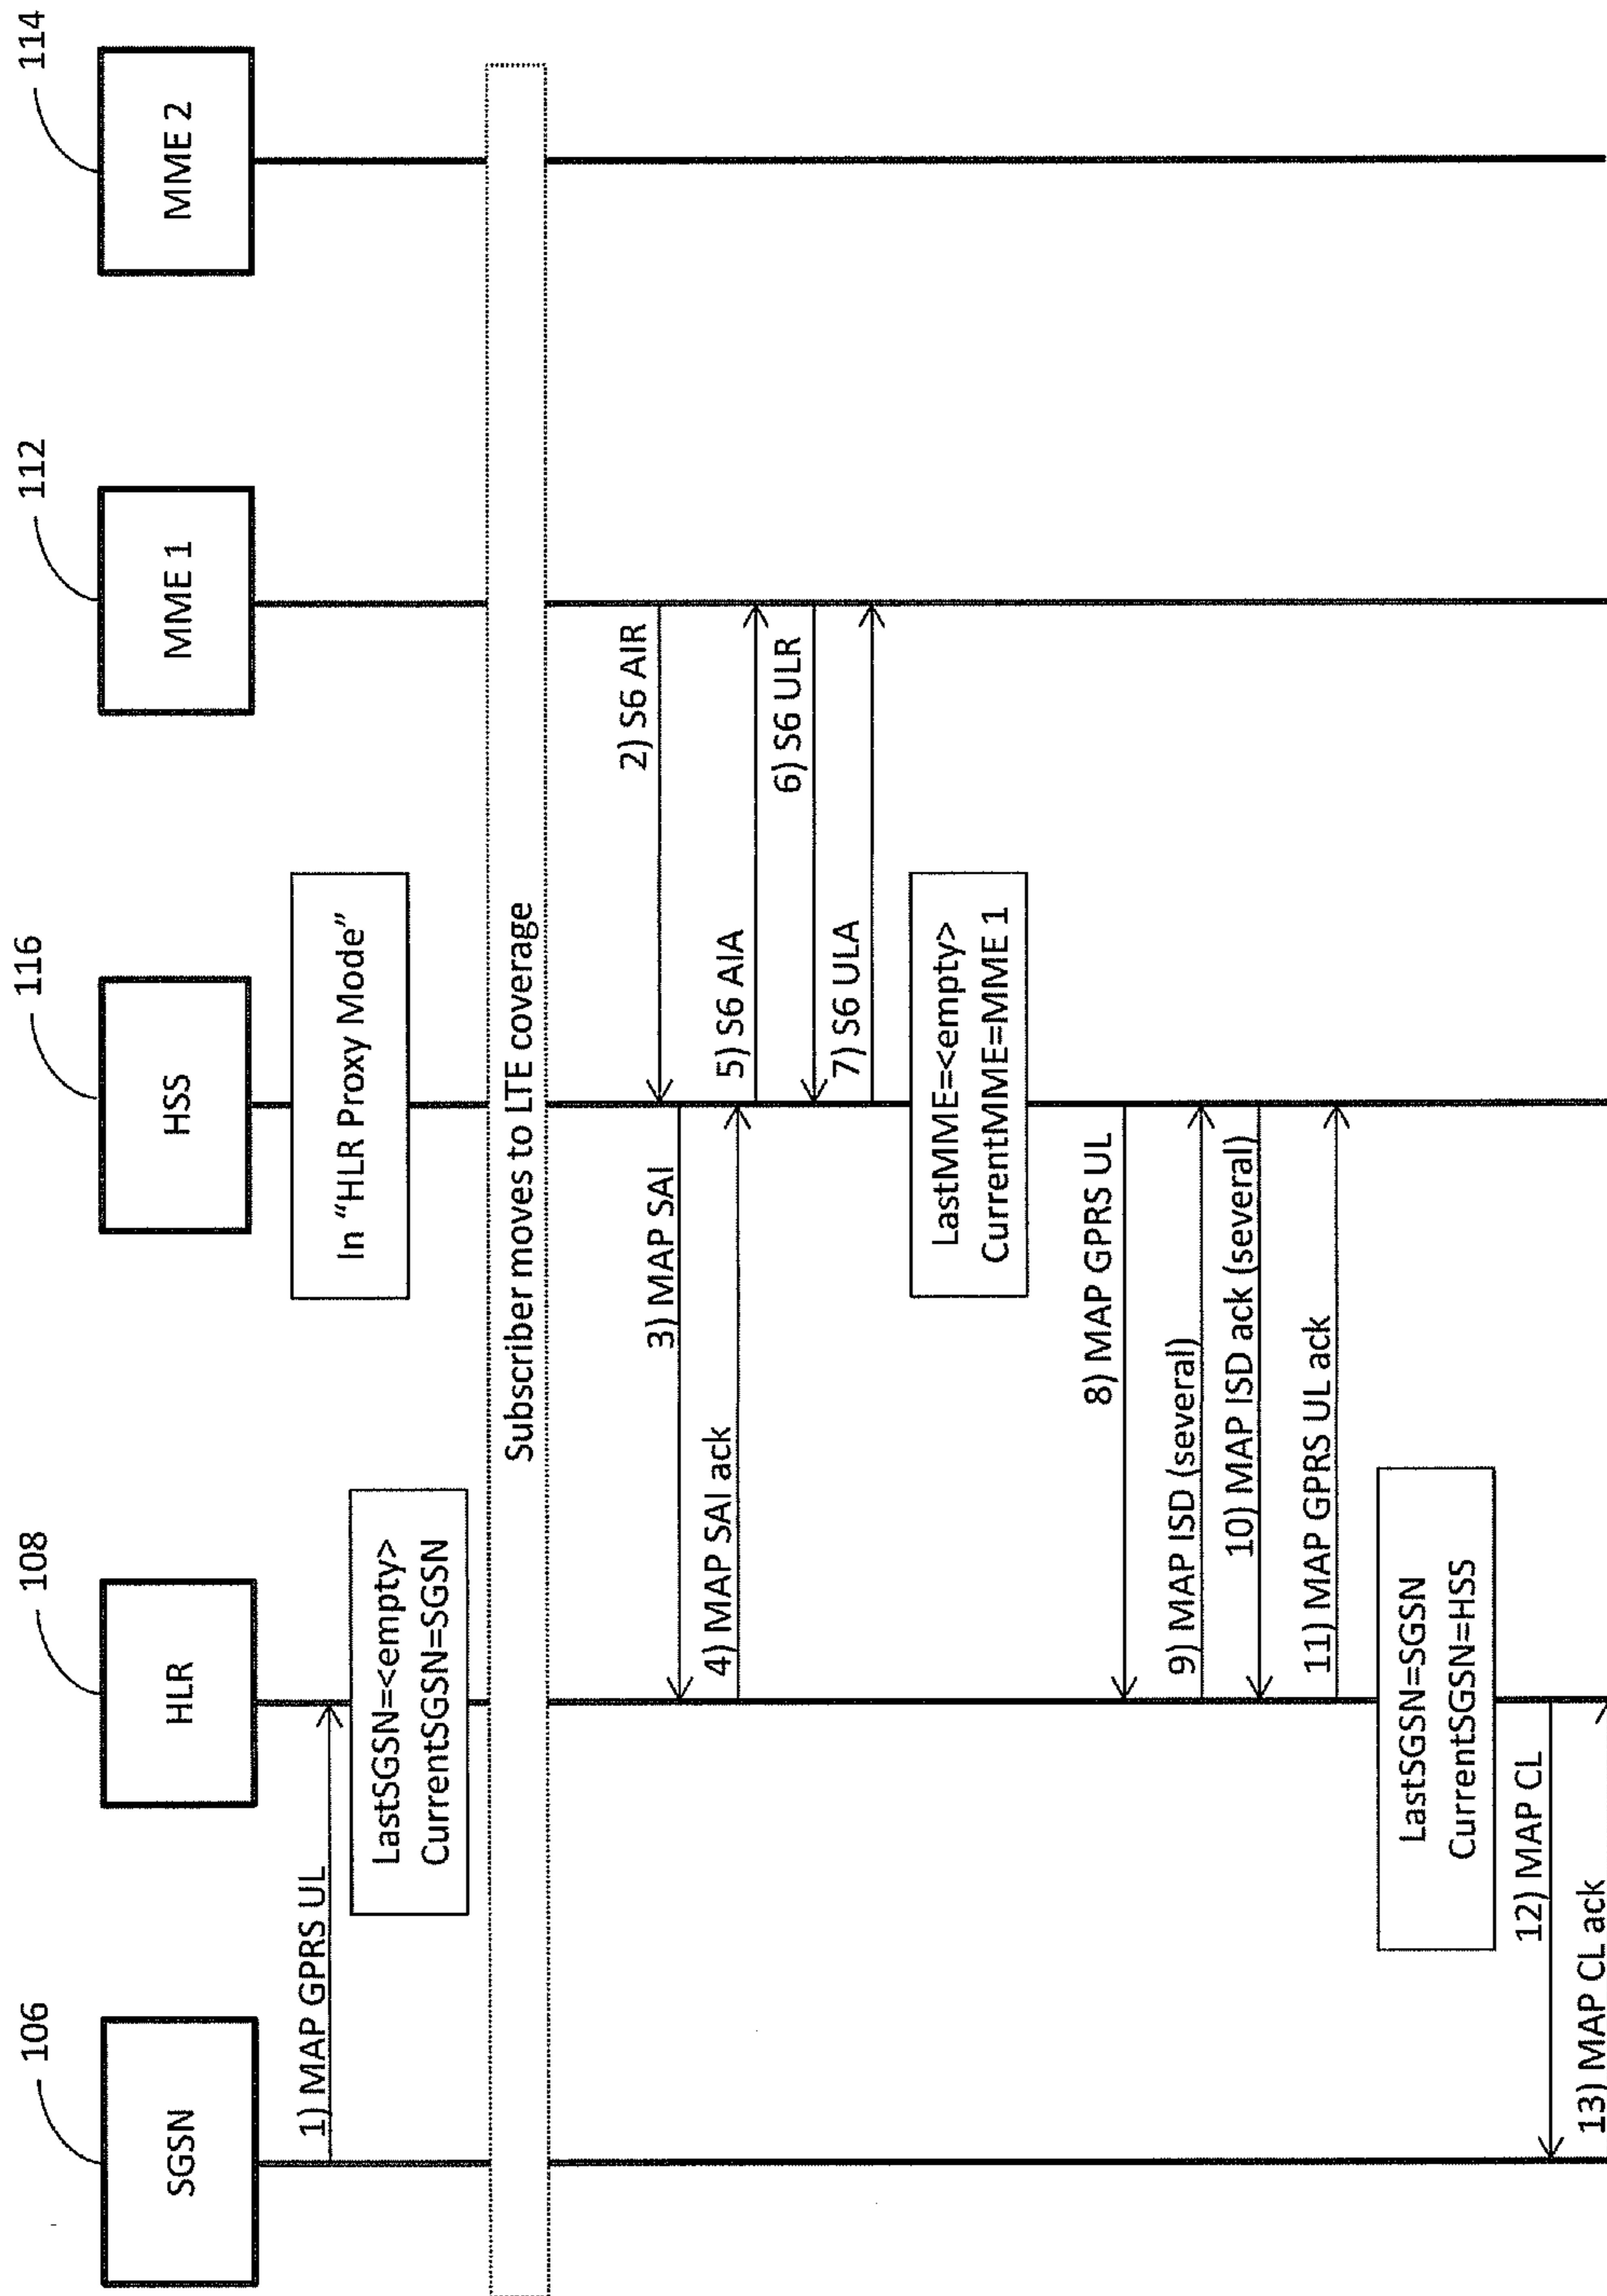 106
108
116
112
114
SGSN
HLR
HSS
MME 1
MME 2
In “HLR Proxy Mode”
1) MAP GPRS UL
LastSGSN=<empty>
CurrentSGSN=SGSN
Subscriber moves to LTE coverage
2) S6 AIR
3) MAP SAI
4) MAP SAI ack
5) S6 AIA
6) S6 ULR
7) S6 ULA
LastMME=<empty>
CurrentMME=MME 1
8) MAP GPRS UL
9) MAP ISD (several)
10) MAP ISD ack (several)
11) MAP GPRS UL ack
LastSGSN=SGSN
CurrentSGSN=HSS
12) MAP CL
13) MAP CL ack